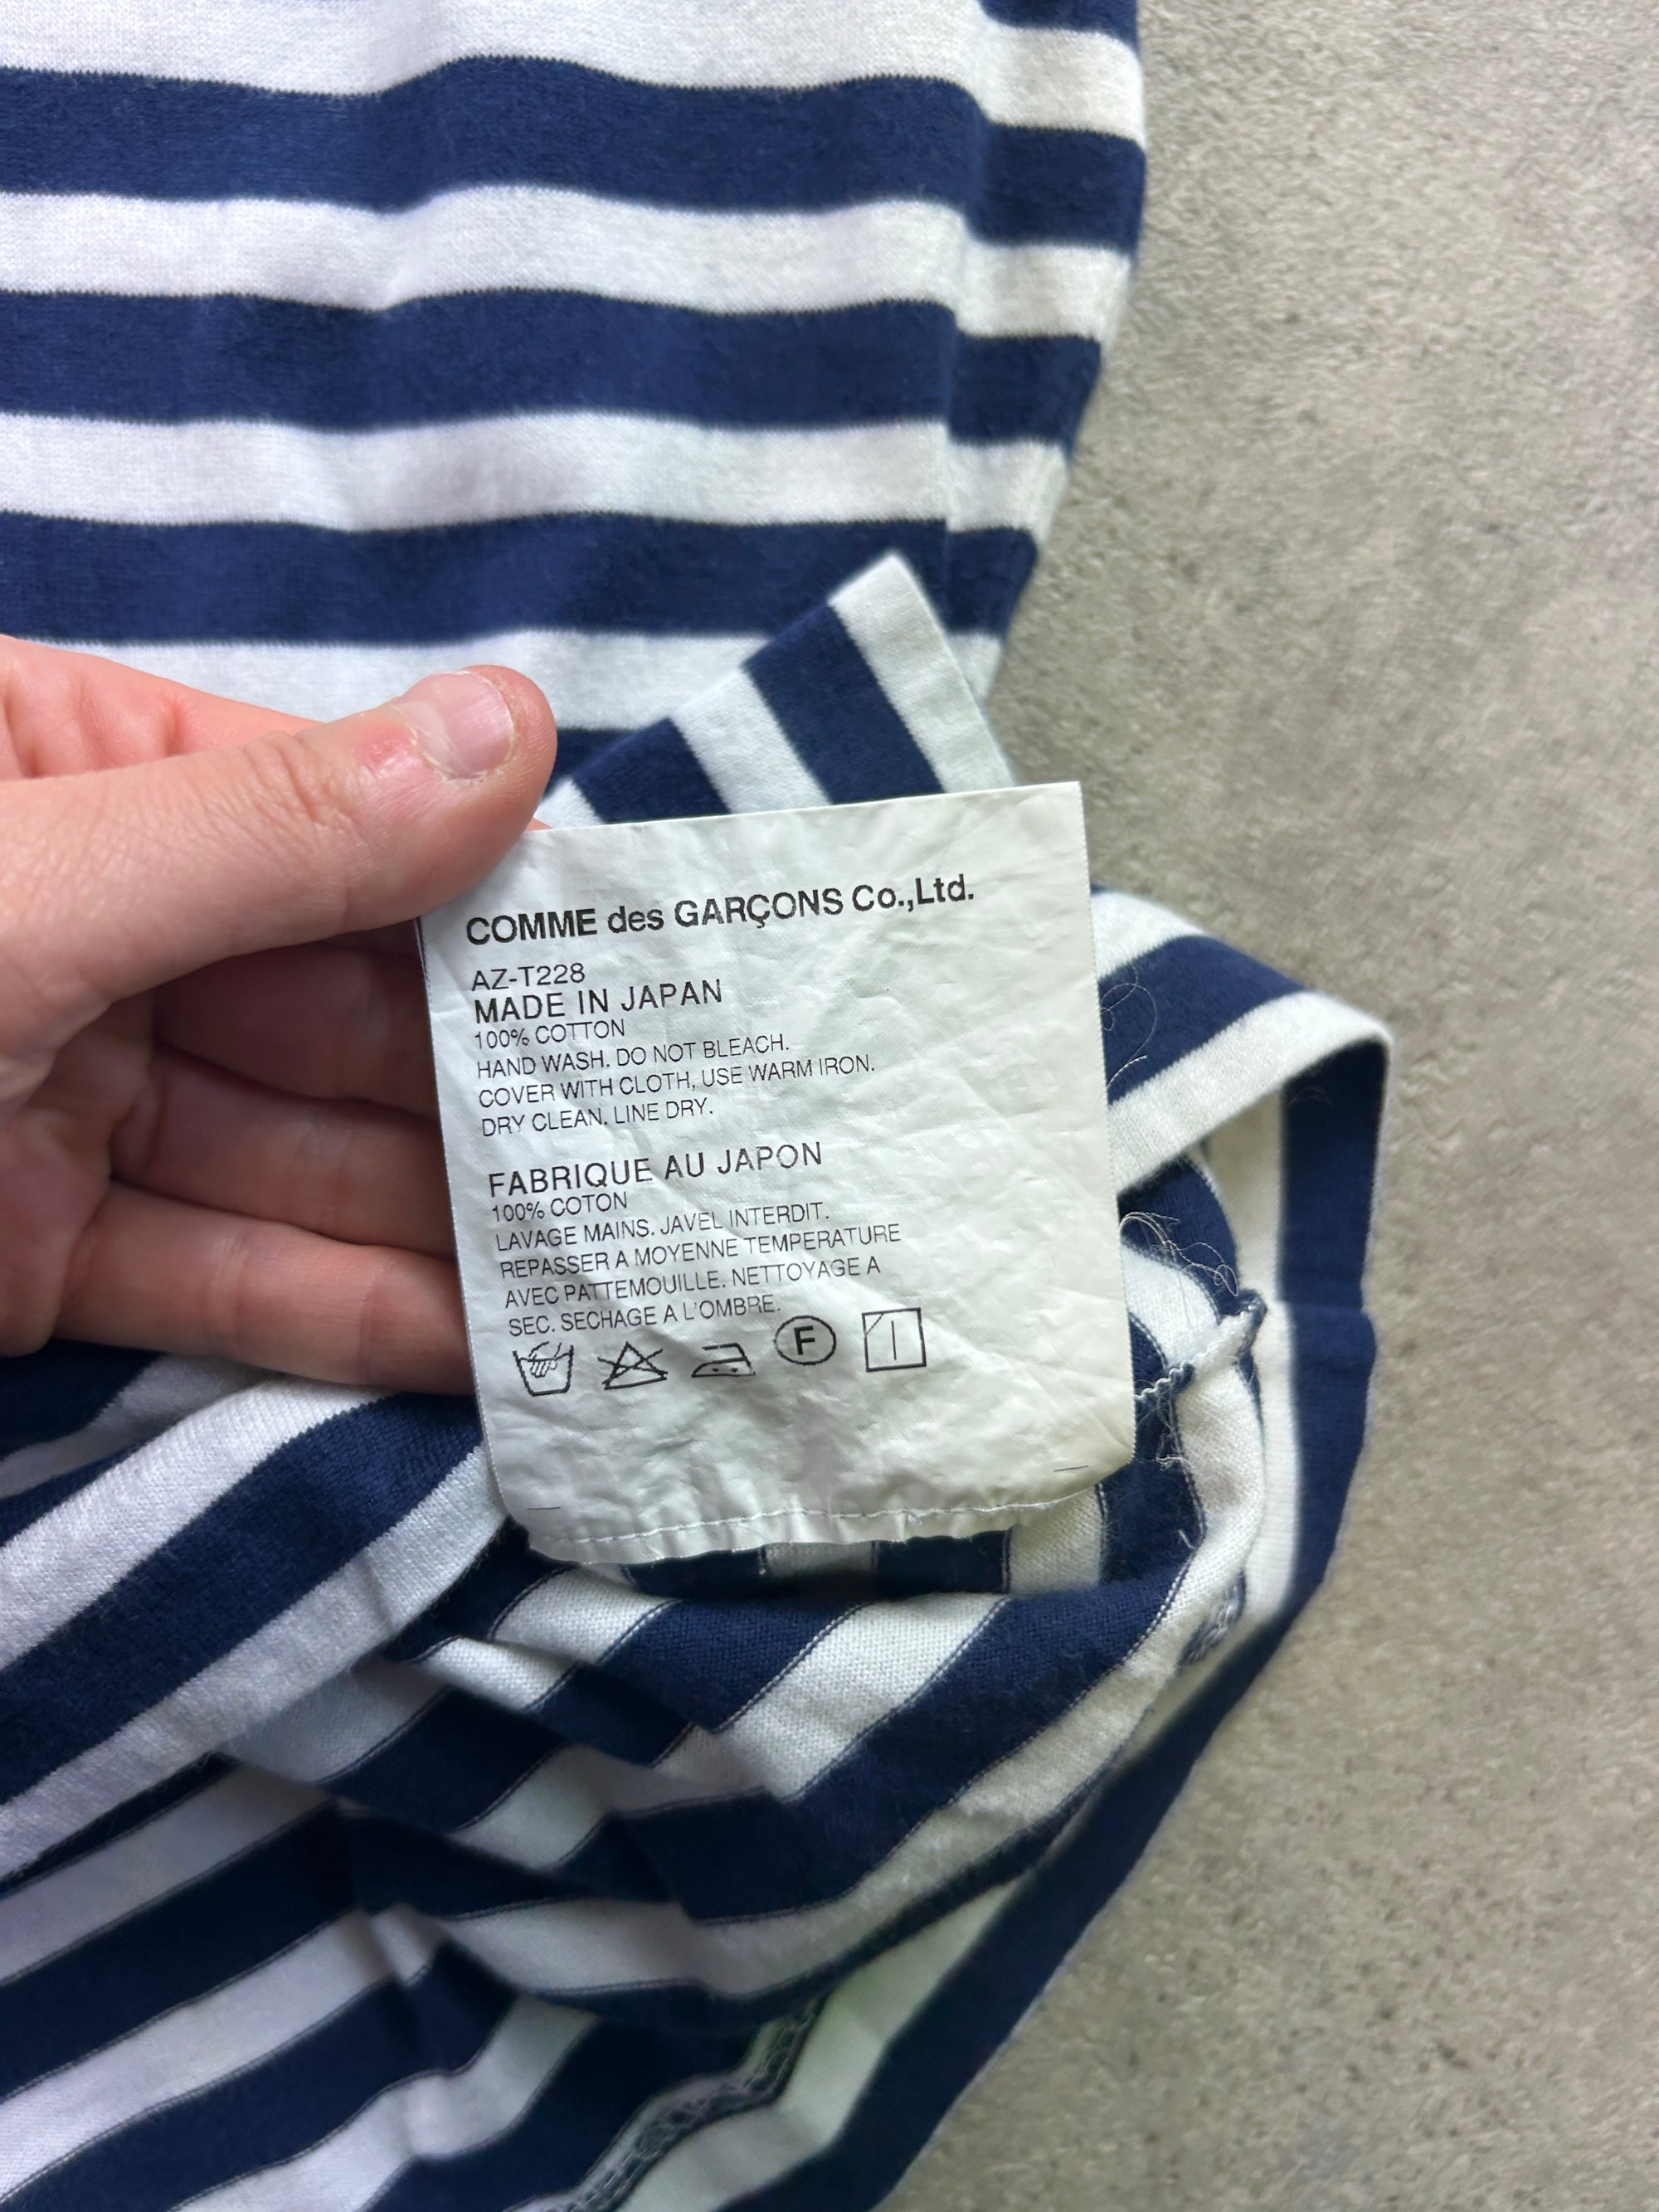 COMME des GARÇONS Co.,Ltd.
AZ-T228
MADE IN JAPAN
100% COTTON
HAND WASH. DO NOT BLEACH.
COVER WITH CLOTH, USE WARM IRON.
DRY CLEAN. LINE DRY.
FABRIQUE AU JAPON
100% COTON
LAVAGE MAINS. JAVEL INTERDIT.
REPASSER A MOYENNE TEMPERATURE
AVEC PATTEMOUILLE. NETTOYAGE A
SEC. SECHAGE A L'OMBRE.
F